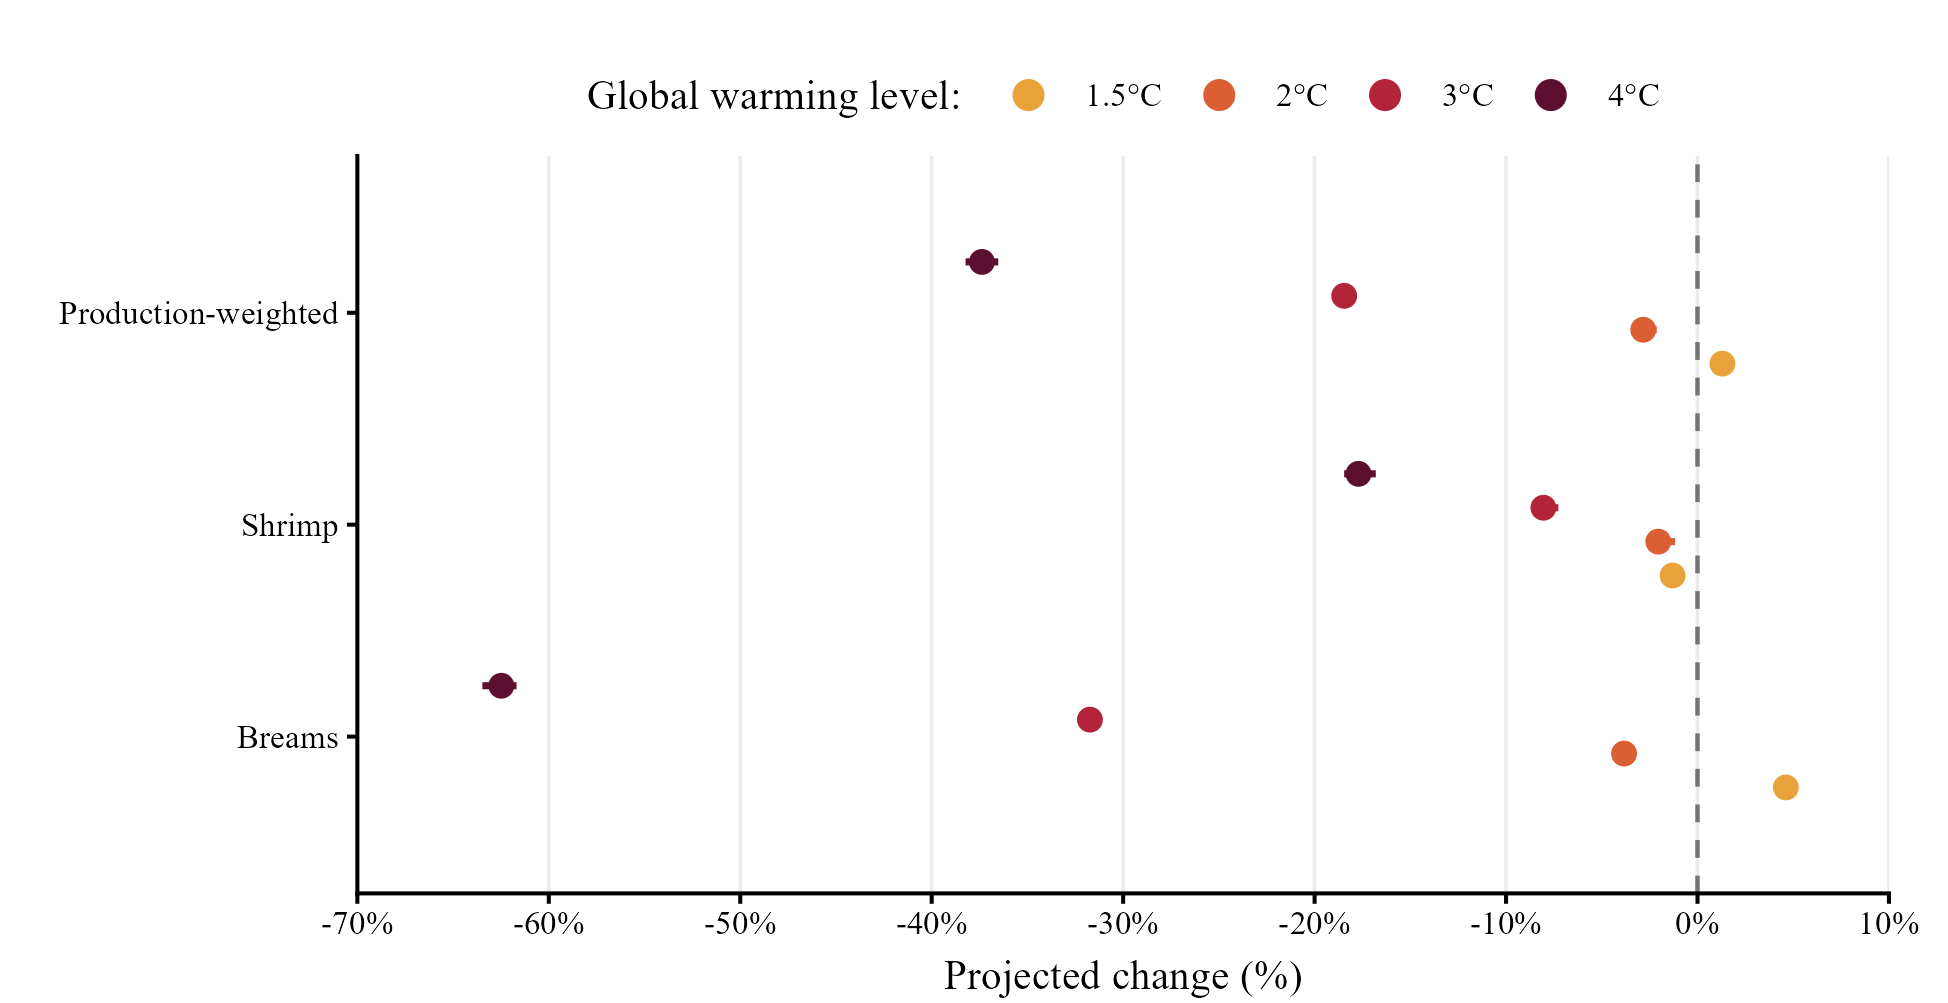 Global warming level: 1.5°C 2°C 3°C 4°C
Production-weighted
Shrimp
Breams
-70% -60% -50% -40% -30% -20% -10% 0% 10%
Projected change (%)